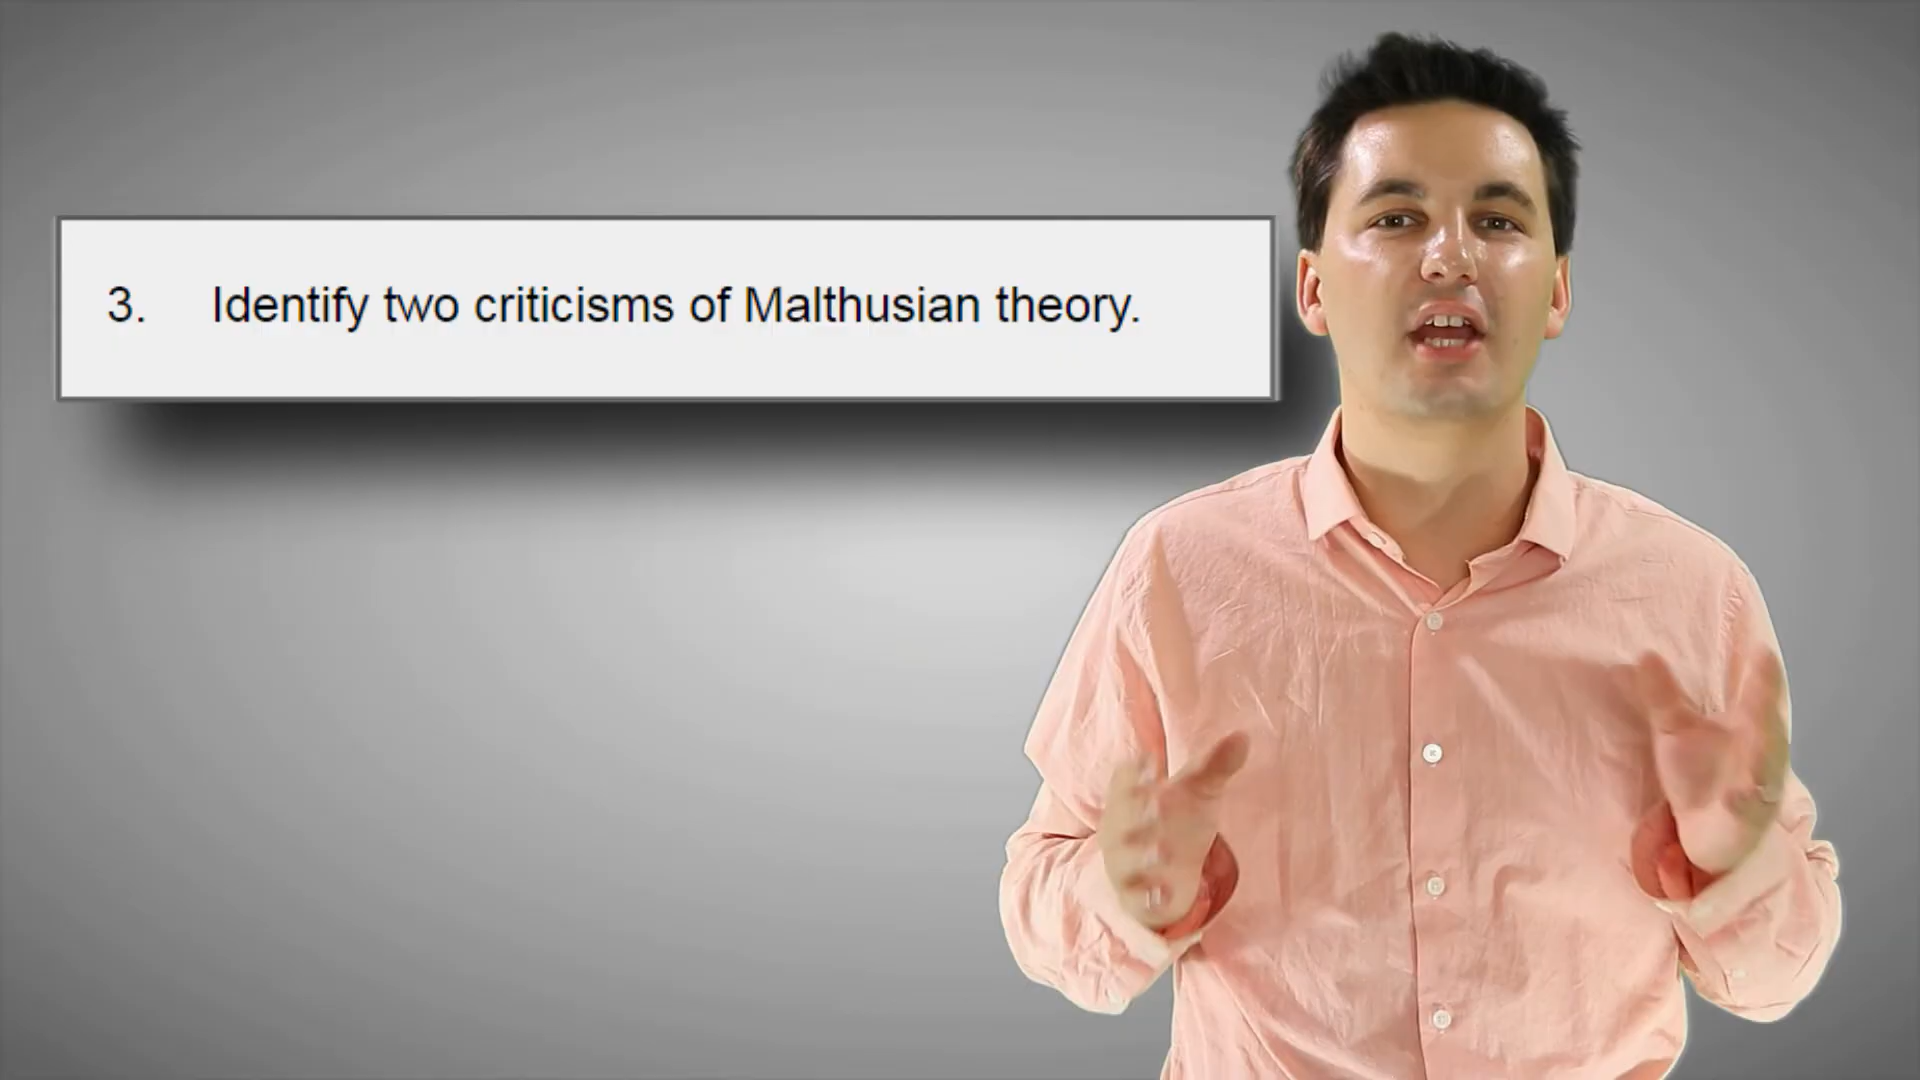 3. Identify two criticisms of Malthusian theory.